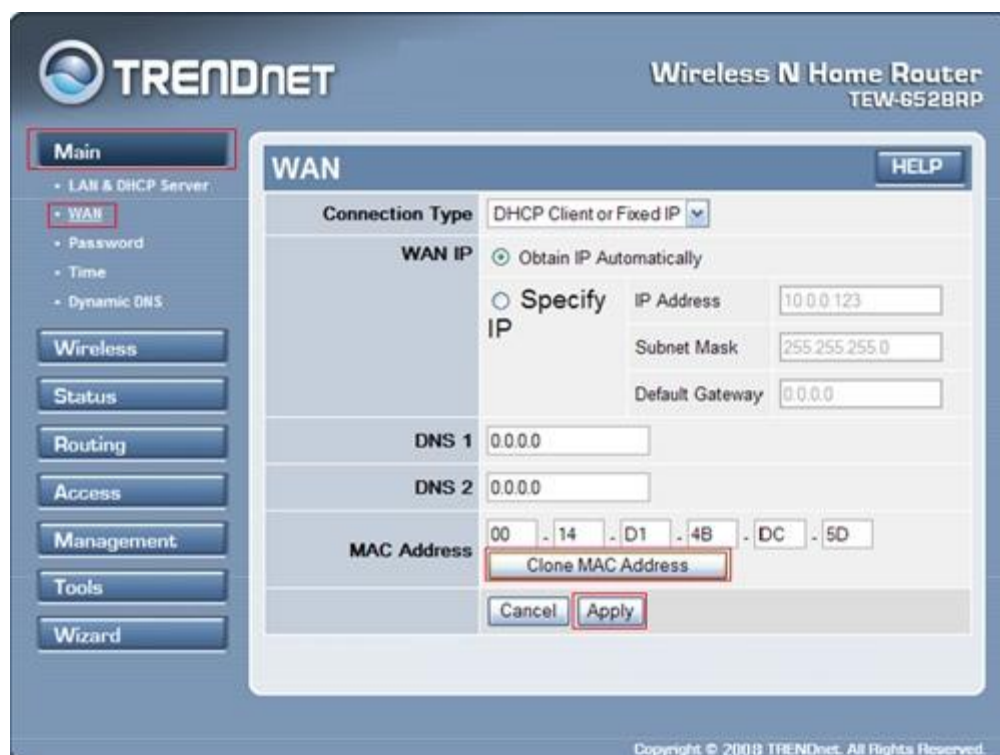 TRENDNET
Wireless N Home Router
TEW-652BRP
Main
• LAN & DHCP Server
• WAN
• Password
• Time
• Dynamic DNS
Wireless
Status
Routing
Access
Management
Tools
Wizard
WAN
HELP
Connection Type DHCP Client or Fixed IP
WAN IP Obtain IP Automatically
Specify IP
IP Address 10.0.0.123
Subnet Mask 255.255.255.0
Default Gateway 0.0.0.0
DNS 1 0.0.0.0
DNS 2 0.0.0.0
MAC Address 00 - 14 - D1 - 4B - DC - 5D
Clone MAC Address
Cancel Apply
Copyright © 2008 TRENDnet. All Rights Reserved.